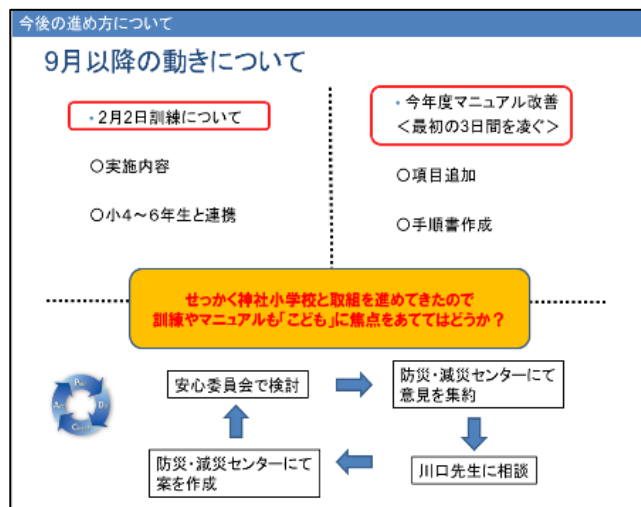 今後の進め方について
9月以降の動きについて
・2月2日訓練について
〇実施内容
〇小4~6年生と連携
・今年度マニュアル改善
<最初の3日間を凌ぐ>
〇項目追加
〇手順書作成
せっかく神社小学校と取組を進めてきたので
訓練やマニュアルも「こども」に焦点をあててはどうか?
安心委員会で検討
防災・減災センターにて
意見を集約
川口先生に相談
防災・減災センターにて
案を作成